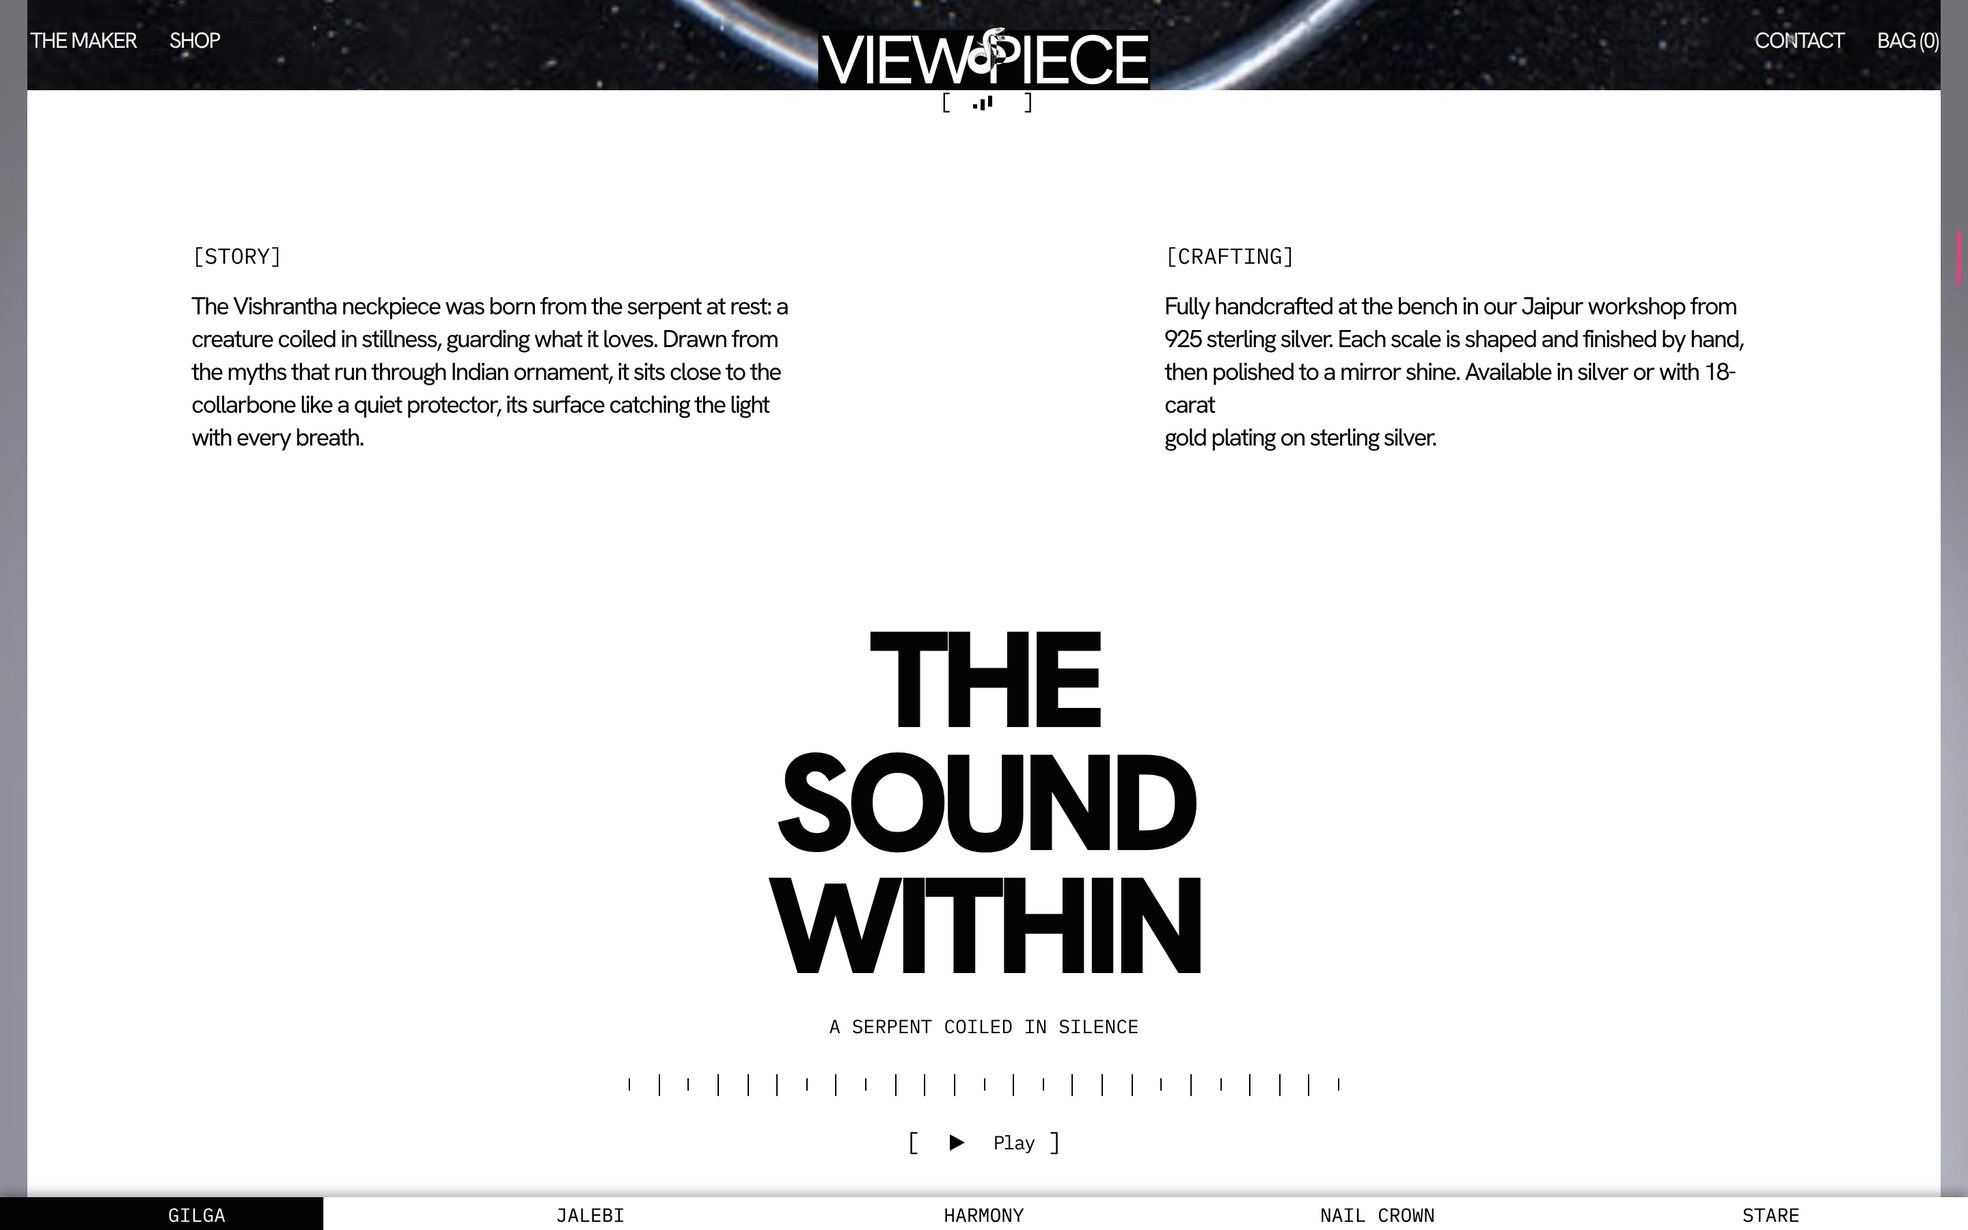 THE MAKER SHOP VIEW PIECE CONTACT BAG (0)
[ ]
[STORY]
The Vishrantha neckpiece was born from the serpent at rest: a
creature coiled in stillness, guarding what it loves. Drawn from
the myths that run through Indian ornament, it sits close to the
collarbone like a quiet protector, its surface catching the light
with every breath.
[CRAFTING]
Fully handcrafted at the bench in our Jaipur workshop from
925 sterling silver. Each scale is shaped and finished by hand,
then polished to a mirror shine. Available in silver or with 18-
carat
gold plating on sterling silver.
THE
SOUND
WITHIN
A SERPENT COILED IN SILENCE
[ ▶ Play ]
GILGA JALEBI HARMONY NAIL CROWN STARE